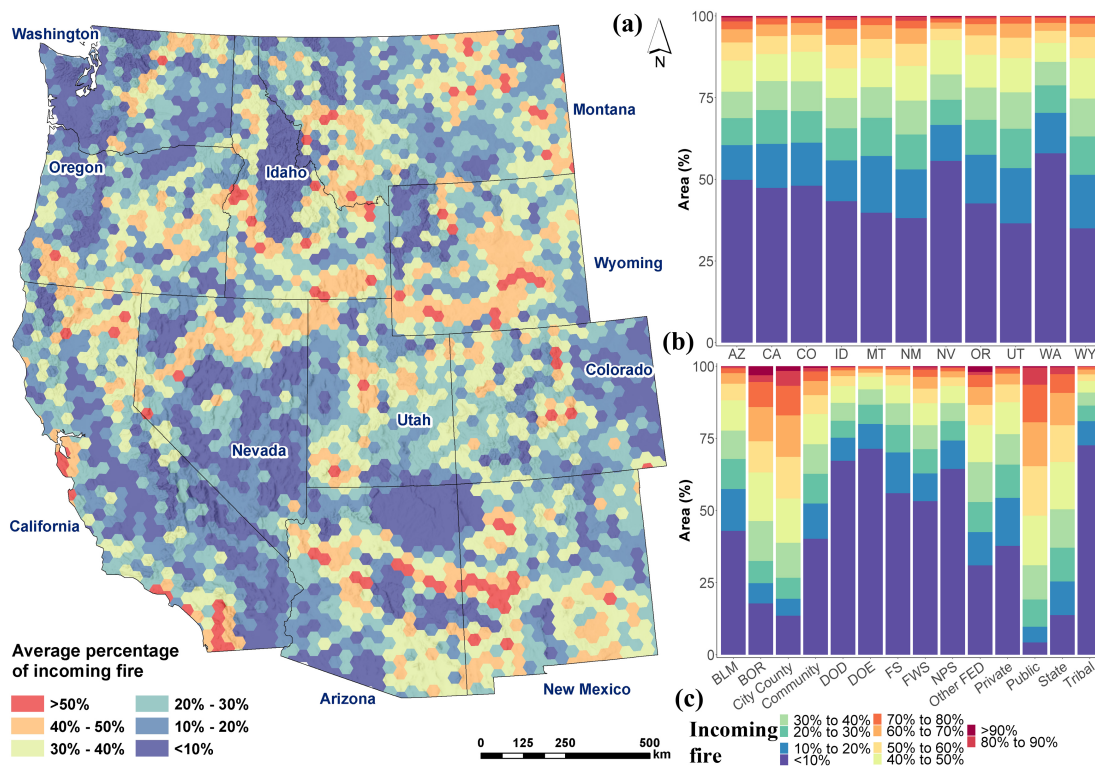 (a)
N
Washington
Montana
Oregon
Idaho
Wyoming
Colorado
Utah
Nevada
California
Arizona
New Mexico
Average percentage
of incoming fire
>50%
40% - 50%
30% - 40%
20% - 30%
10% - 20%
<10%
0 125 250 500
km
100
75
50
25
0
Area (%)
AZ CA CO ID MT NM NV OR UT WA WY
(b)
100
75
50
25
0
Area (%)
BLM BOR City County Community DOD DOE FS FWS NPS Other FED Private Public State Tribal
(c)
Incoming
fire
30% to 40%
20% to 30%
10% to 20%
<10%
70% to 80%
60% to 70%
50% to 60%
40% to 50%
>90%
80% to 90%